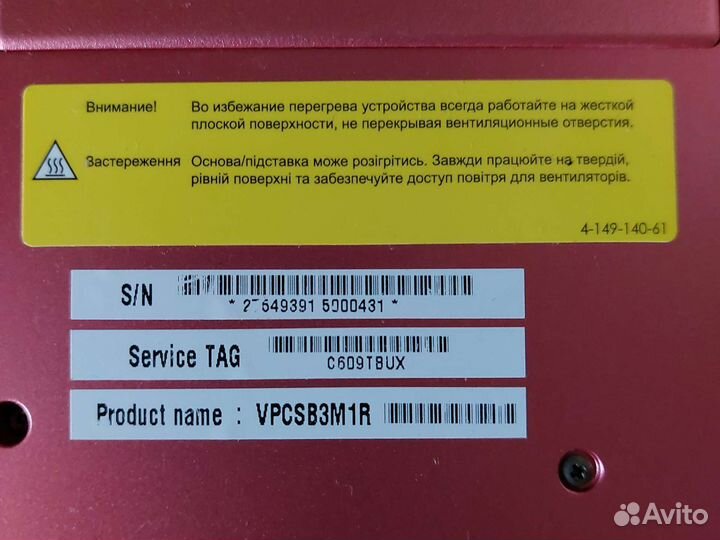 Внимание! Во избежание перегрева устройства всегда работайте на жесткой
плоской поверхности, не перекрывая вентиляционные отверстия.
Застереження Основа/підставка може розігрітись. Завжди працюйте на твердій,
рівній поверхні та забезпечуйте доступ повітря для вентиляторів.
4-149-140-61
S/N
* 27549391 5000431 *
Service TAG
C609TBUX
Product name : VPCSB3M1R
Avito